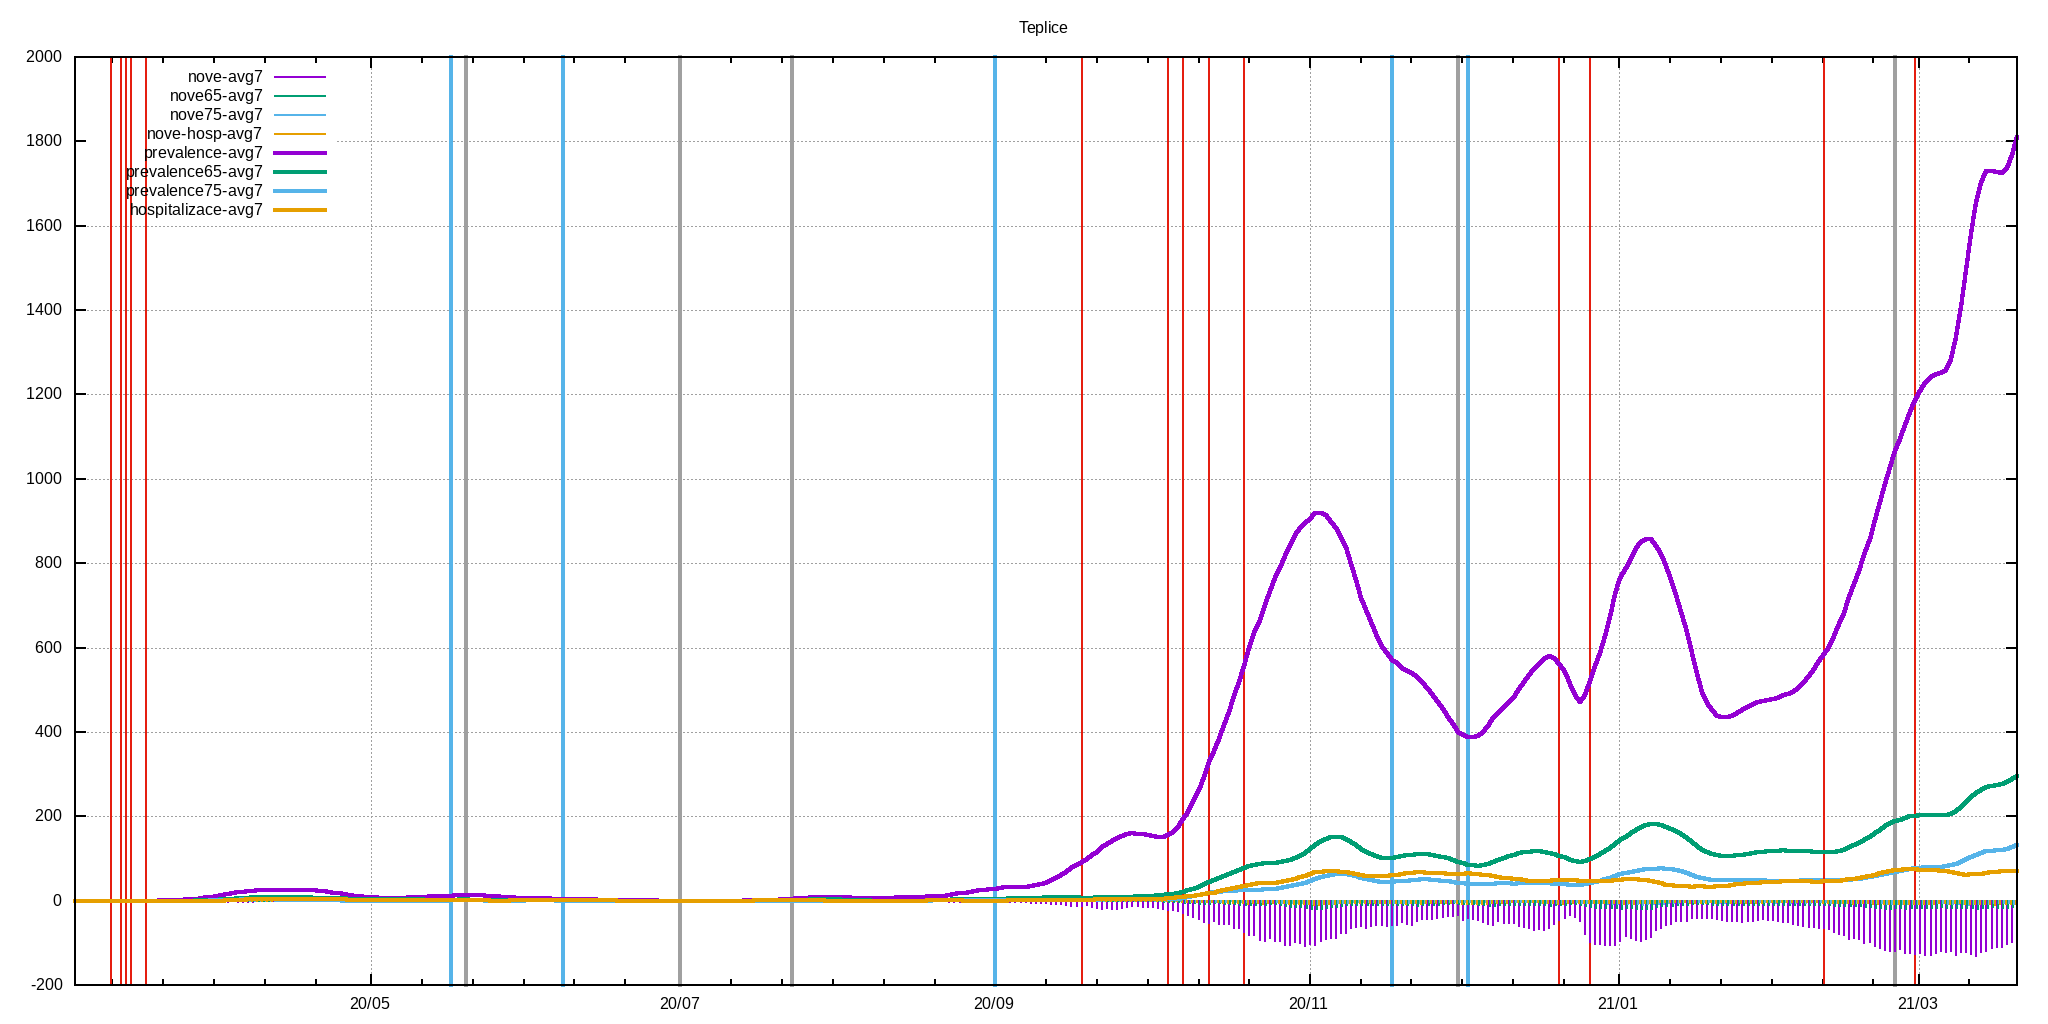 Teplice
2000
1800
1600
1400
1200
1000
800
600
400
200
0
-200
nove-avg7
nove65-avg7
nove75-avg7
nove-hosp-avg7
prevalence-avg7
prevalence65-avg7
prevalence75-avg7
hospitalizace-avg7
20/05 20/07 20/09 20/11 21/01 21/03